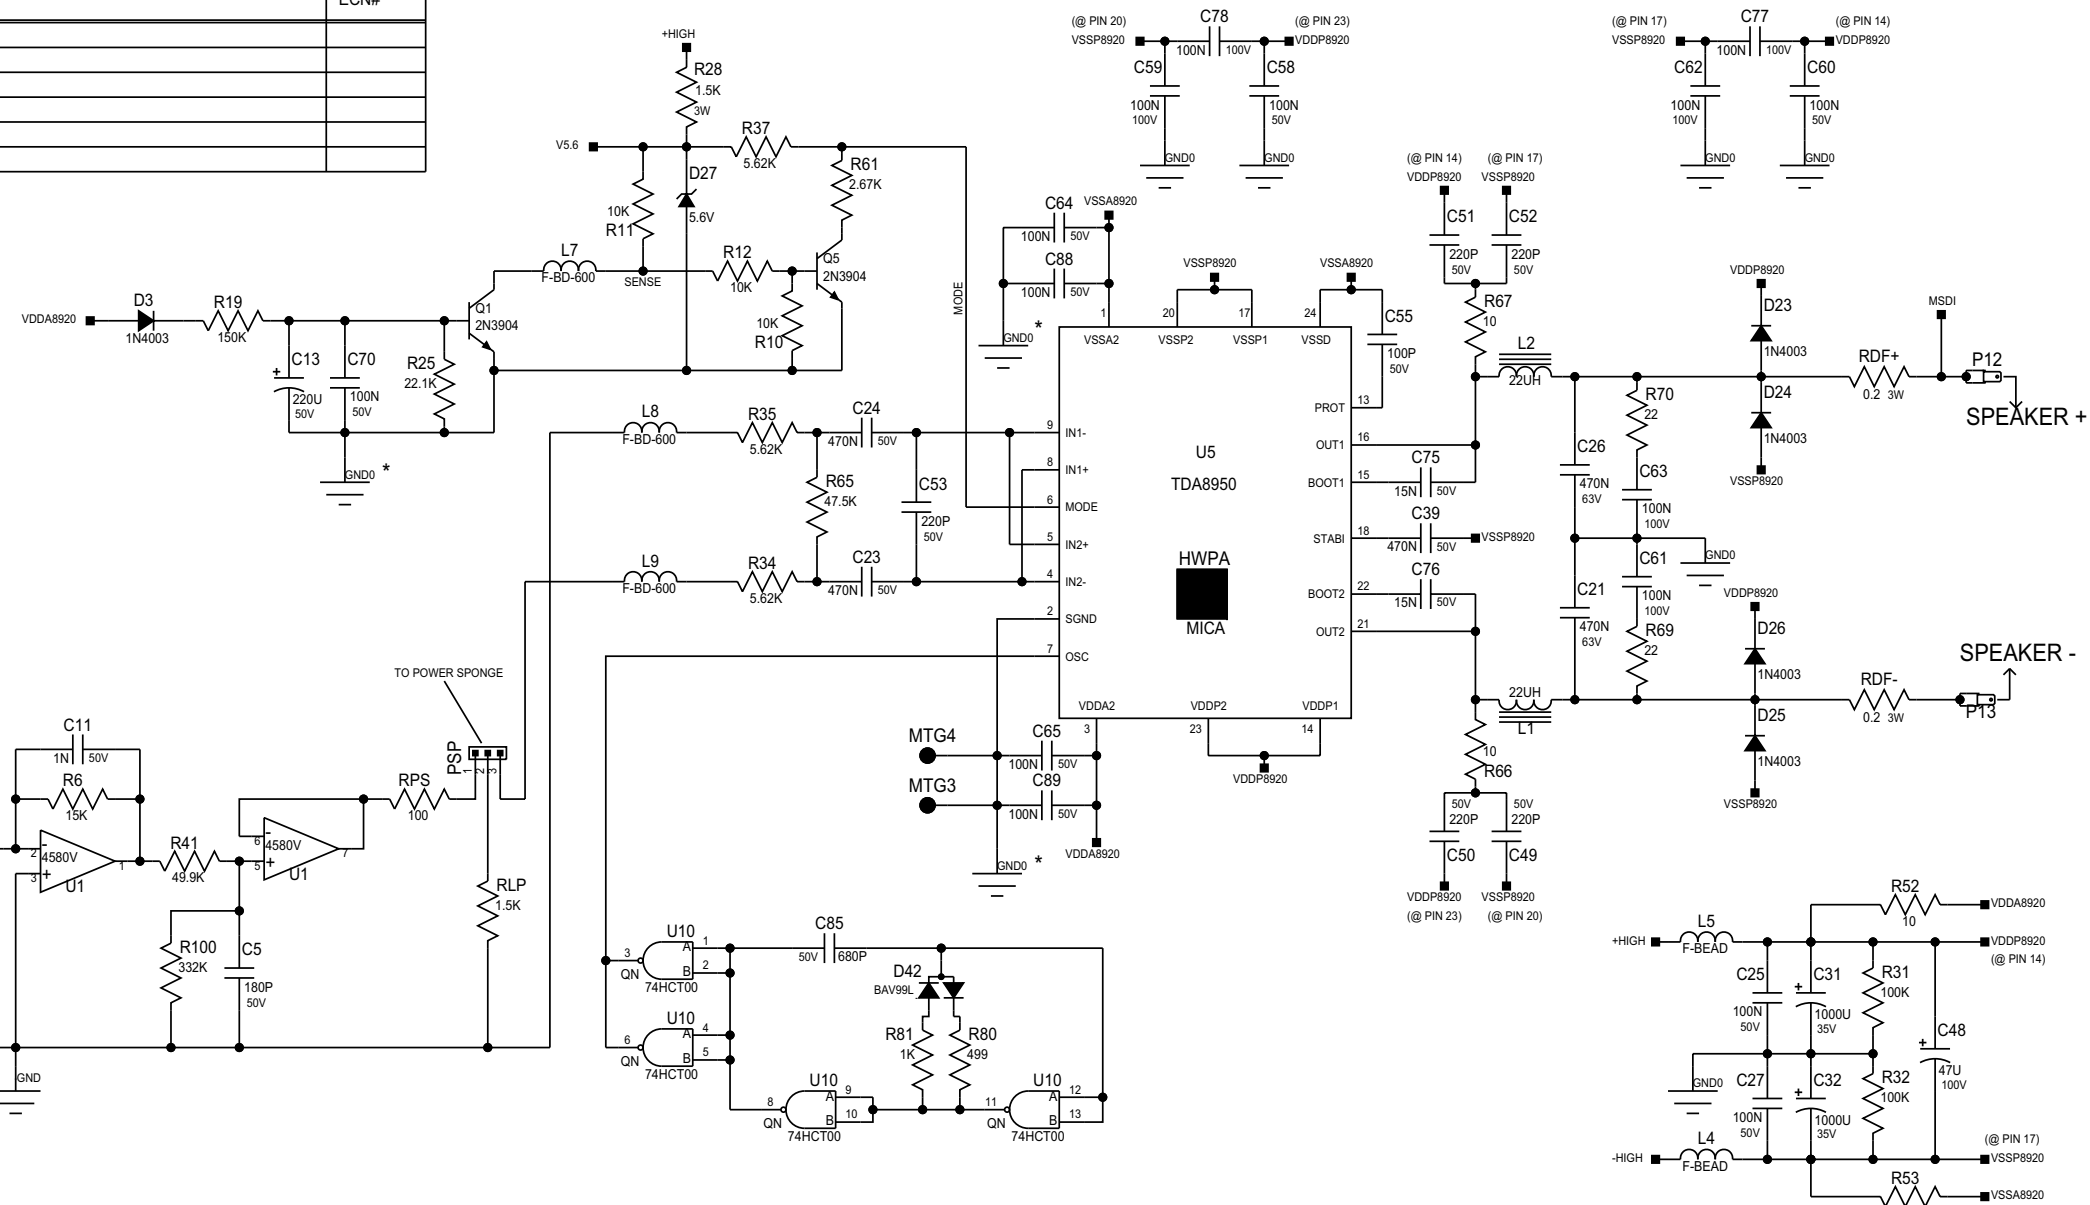 ECN#
+HIGH
R28
1.5K
3W
V5.6
R37
5.62K
R61
2.67K
D27
5.6V
10K
R11
L7
F-BD-600
SENSE
R12
10K
Q5
2N3904
10K
R10
MODE
VDDA8920
D3
1N4003
R19
150K
Q1
2N3904
C13
+
220U
50V
C70
100N
50V
R25
22.1K
GND0 *
(@ PIN 20)
VSSP8920
C78
100N 100V
(@ PIN 23)
VDDP8920
C59
100N
100V
C58
100N
50V
GND0
GND0
(@ PIN 17)
VSSP8920
C77
100N 100V
(@ PIN 14)
VDDP8920
C62
100N
100V
C60
100N
50V
GND0
GND0
C64
100N 50V
VSSA8920
C88
100N 50V
GND0 *
VSSP8920
VSSA8920
C55
100P
50V
(@ PIN 14)
VDDP8920
(@ PIN 17)
VSSP8920
C51
220P
50V
C52
220P
50V
R67
10
L2
22UH
VDDP8920
D23
1N4003
D24
1N4003
VSSP8920
MSDI
RDF+
0.2 3W
P12
SPEAKER +
L8
F-BD-600
R35
5.62K
C24
470N 50V
R65
47.5K
C53
220P
50V
L9
F-BD-600
R34
5.62K
C23
470N 50V
1
VSSA2
20
VSSP2
17
VSSP1
24
VSSD
9 IN1-
8 IN1+
6 MODE
5 IN2+
4 IN2-
2 SGND
7 OSC
U5
TDA8950
HWPA
MICA
PROT 13
OUT1 16
BOOT1 15
STABI 18
BOOT2 22
OUT2 21
VDDA2
3
VDDP2
23
VDDP1
14
VDDP8920
C75
15N 50V
C39
470N 50V
VSSP8920
C76
15N 50V
C26
470N
63V
R70
22
C63
100N
100V
GND0
C61
100N
100V
C21
470N
63V
R69
22
VDDP8920
D26
1N4003
D25
1N4003
VSSP8920
22UH
L1
10
R66
50V
220P
C50
50V
220P
C49
VDDP8920
(@ PIN 23)
VSSP8920
(@ PIN 20)
RDF-
0.2 3W
P13
SPEAKER -
TO POWER SPONGE
PSP
1
2
3
C11
1N 50V
R6
15K
2 -
4580V
3 +
1
U1
R41
49.9K
6 -
4580V
5 +
7
U1
RPS
100
RLP
1.5K
R100
332K
C5
180P
50V
GND
MTG4
MTG3
C65
100N 50V
C89
100N 50V
GND0 *
VDDA8920
U10
3 QN
A 1
B 2
74HCT00
U10
6 QN
A 4
B 5
74HCT00
C85
50V 680P
D42
BAV99L
R81
1K
R80
499
U10
8 QN
A 9
B 10
74HCT00
U10
11 QN
A 12
B 13
74HCT00
R52
10
VDDA8920
+HIGH
L5
F-BEAD
VDDP8920
(@ PIN 14)
C25
100N
50V
C31
+
1000U
35V
R31
100K
C48
+
47U
100V
GND0
C27
100N
50V
C32
+
1000U
35V
R32
100K
-HIGH
L4
F-BEAD
(@ PIN 17)
VSSP8920
R53
VSSA8920